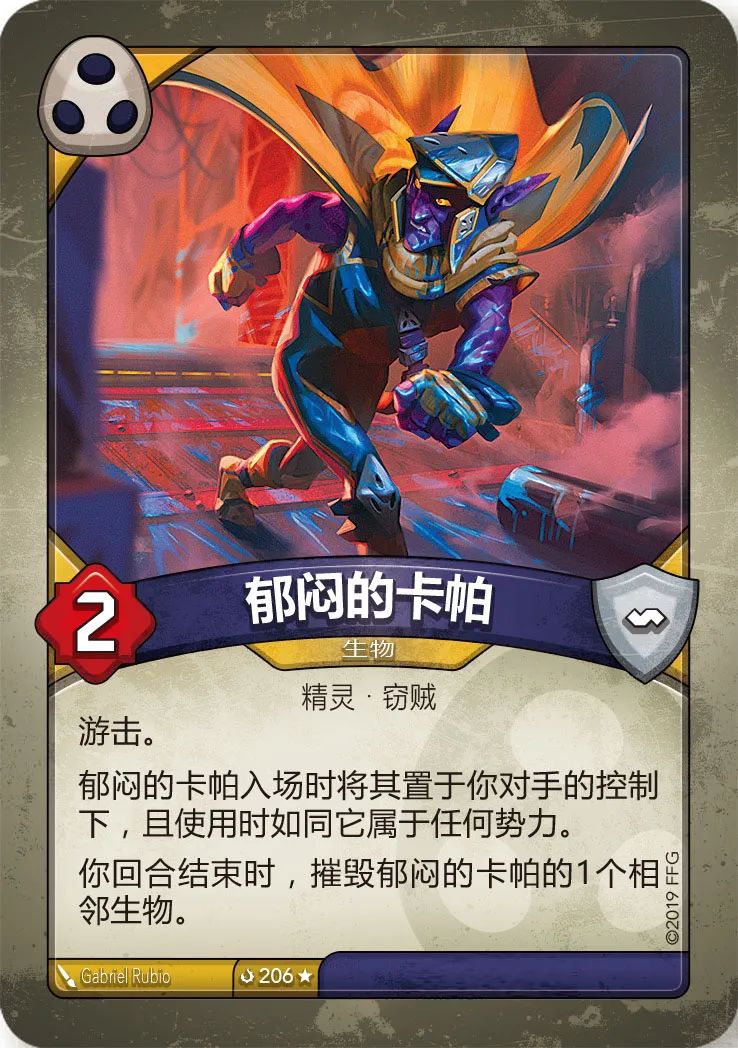 2
郁闷的卡帕
生物
精灵 · 窃贼
游击。
郁闷的卡帕入场时将其置于你对手的控制
下，且使用时如同它属于任何势力。
你回合结束时，摧毁郁闷的卡帕的1个相
邻生物。
©2019 FFG
Gabriel Rubio
206★